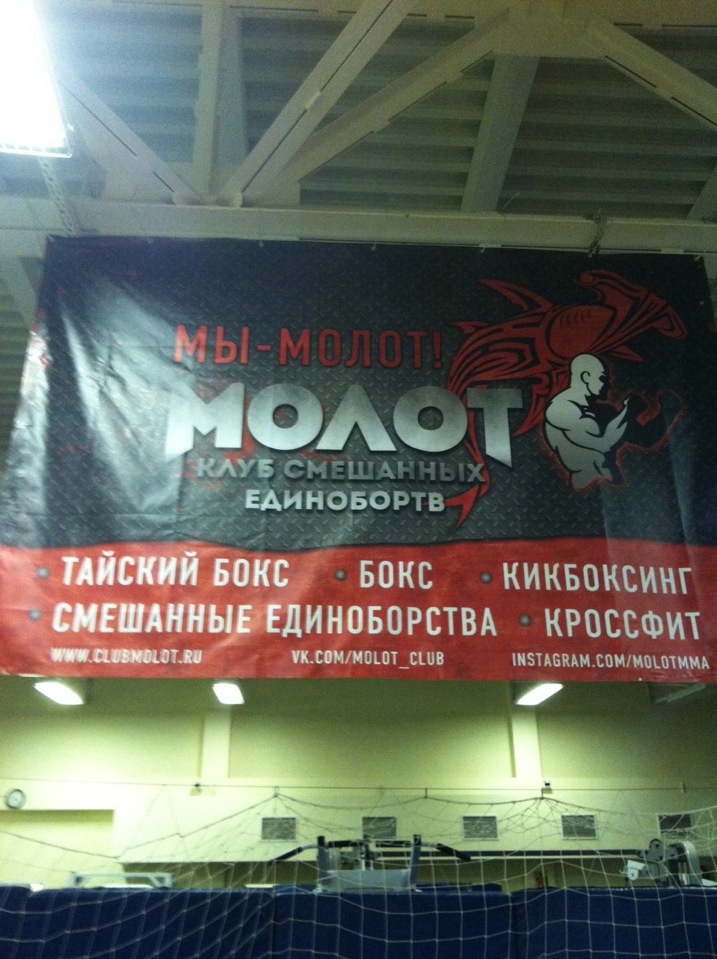 МЫ-МОЛОТ!
МОЛОТ
КЛУБ СМЕШАННЫХ
ЕДИНОБОРТВ
• ТАЙСКИЙ БОКС • БОКС • КИКБОКСИНГ
• СМЕШАННЫЕ ЕДИНОБОРСТВА • КРОССФИТ
WWW.CLUBMOLOT.RU VK.COM/MOLOT_CLUB INSTAGRAM.COM/MOLOTMMA